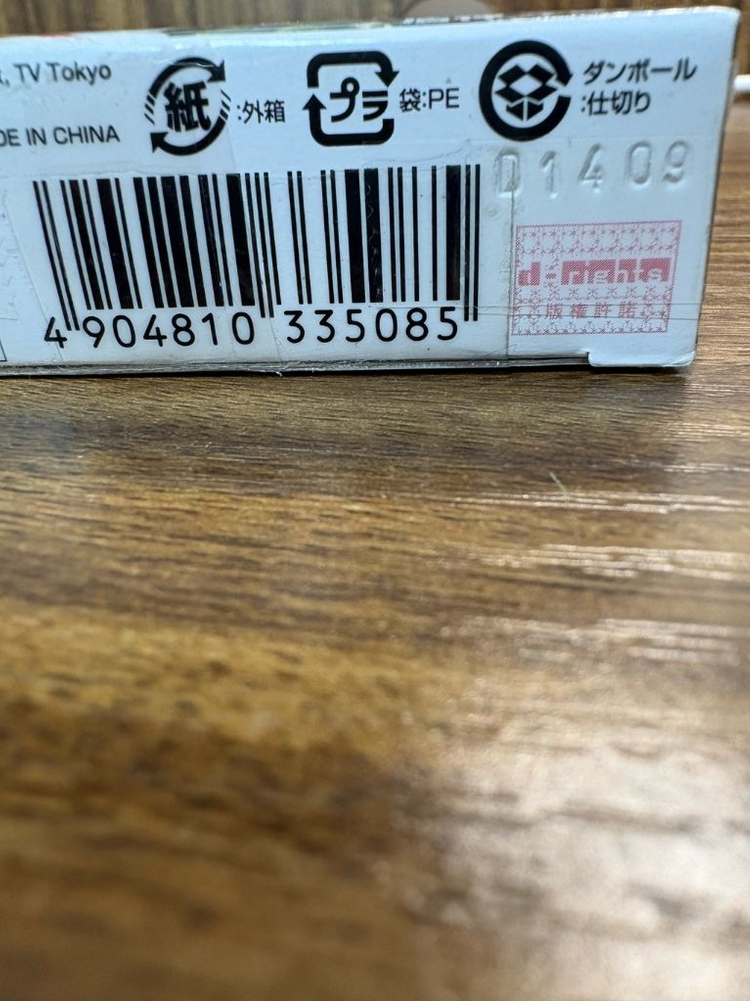 , TV Tokyo
DE IN CHINA
紙 :外箱
プラ 袋:PE
ダンボール
:仕切り
D1409
4 904810 335085
d-rights
版権許諾